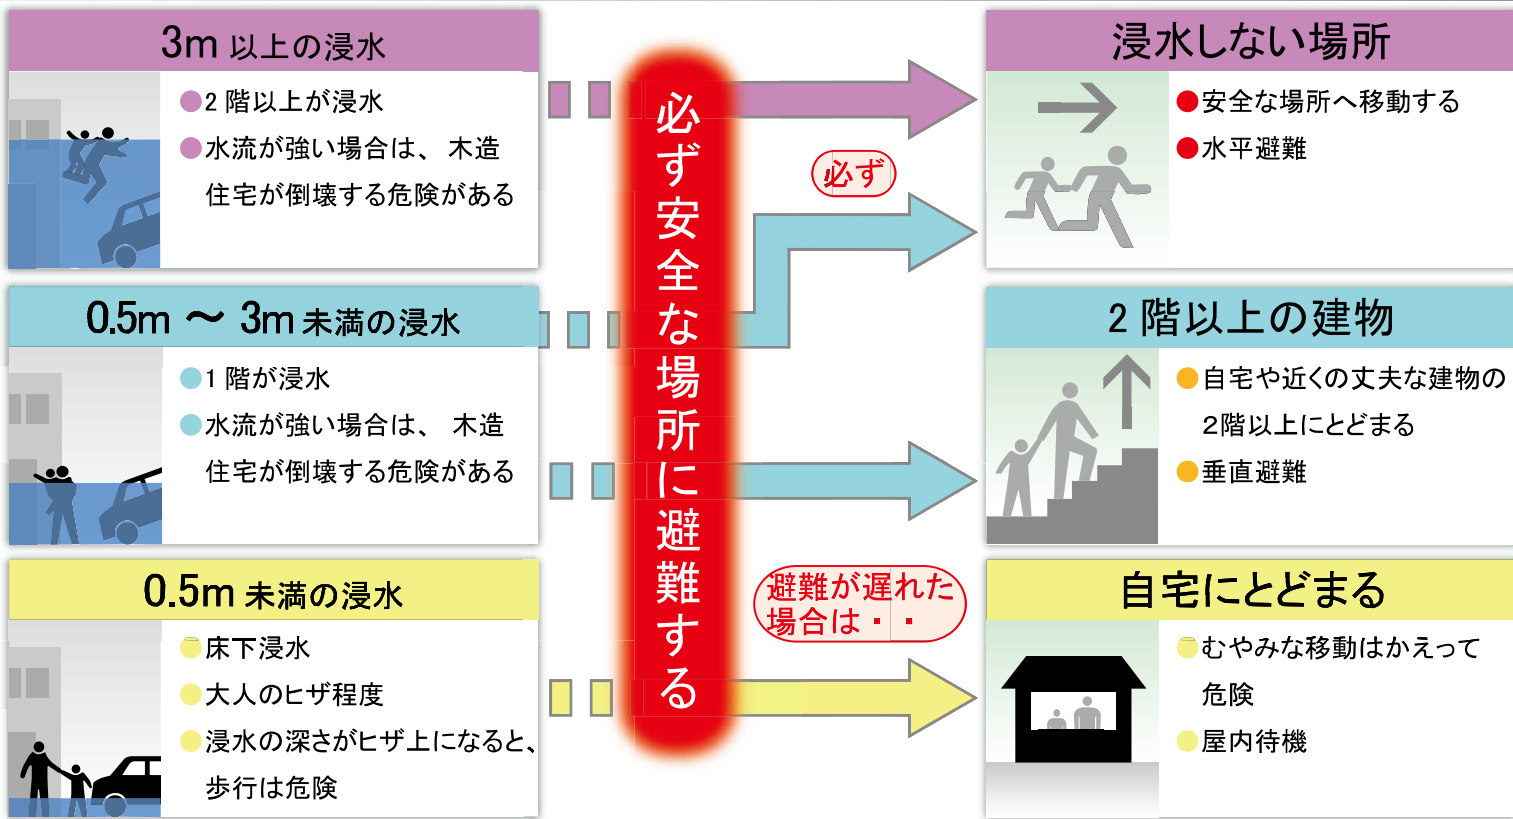 3m 以上の浸水
●2 階以上が浸水
●水流が強い場合は、 木造
住宅が倒壊する危険がある
0.5m ～ 3m 未満の浸水
●1 階が浸水
●水流が強い場合は、 木造
住宅が倒壊する危険がある
0.5m 未満の浸水
●床下浸水
●大人のヒザ程度
●浸水の深さがヒザ上になると、
歩行は危険
必ず安全な場所に避難する
必ず
避難が遅れた
場合は・・
浸水しない場所
●安全な場所へ移動する
●水平避難
2 階以上の建物
●自宅や近くの丈夫な建物の
２階以上にとどまる
●垂直避難
自宅にとどまる
●むやみな移動はかえって
危険
●屋内待機